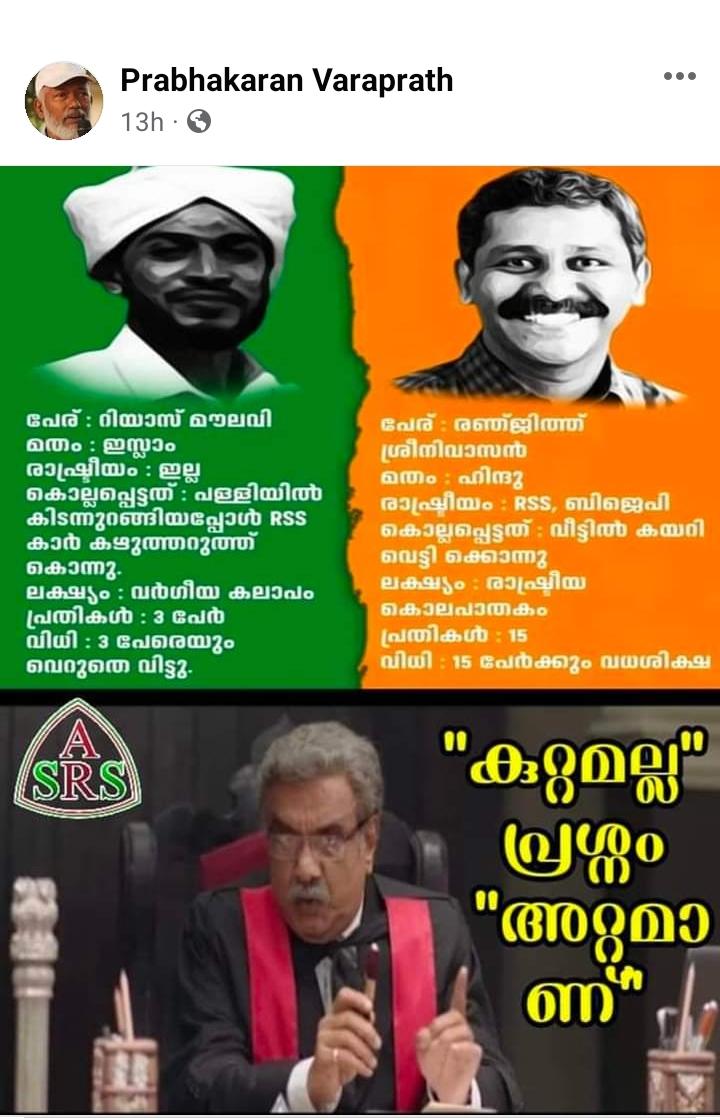 Prabhakaran Varaprath
13h ·
പേര് : റിയാസ് മൗലവി
മതം : ഇസ്ലാം
രാഷ്ട്രീയം : ഇല്ല
കൊല്ലപ്പെട്ടത് : പള്ളിയിൽ
കിടന്നുറങ്ങിയപ്പോൾ RSS
കാർ കഴുത്തറുത്ത്
കൊന്നു.
ലക്ഷ്യം : വർഗീയ കലാപം
പ്രതികൾ : 3 പേർ
വിധി : 3 പേരെയും
വെറുതെ വിട്ടു.
പേര് : രഞ്ജിത്ത്
ശ്രീനിവാസൻ
മതം : ഹിന്ദു
രാഷ്ട്രീയം : RSS, ബിജെപി
കൊല്ലപ്പെട്ടത് : വീട്ടിൽ കയറി
വെട്ടി ക്കൊന്നു
ലക്ഷ്യം : രാഷ്ട്രീയ
കൊലപാതകം
പ്രതികൾ : 15
വിധി : 15 പേർക്കും വധശിക്ഷ
A
SRS
"കുറ്റമല്ല"
പ്രശ്നം
"അറ്റമാ
ണ്"